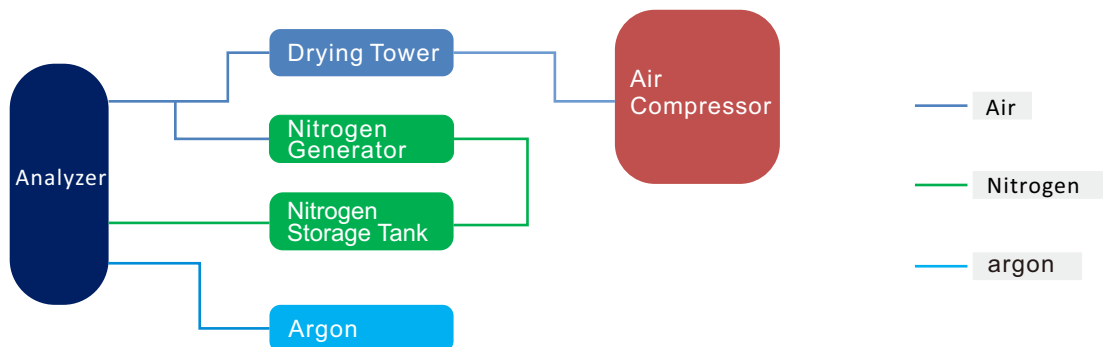 Analyzer
Drying Tower
Nitrogen
Generator
Nitrogen
Storage Tank
Argon
Air
Compressor
Air
Nitrogen
argon